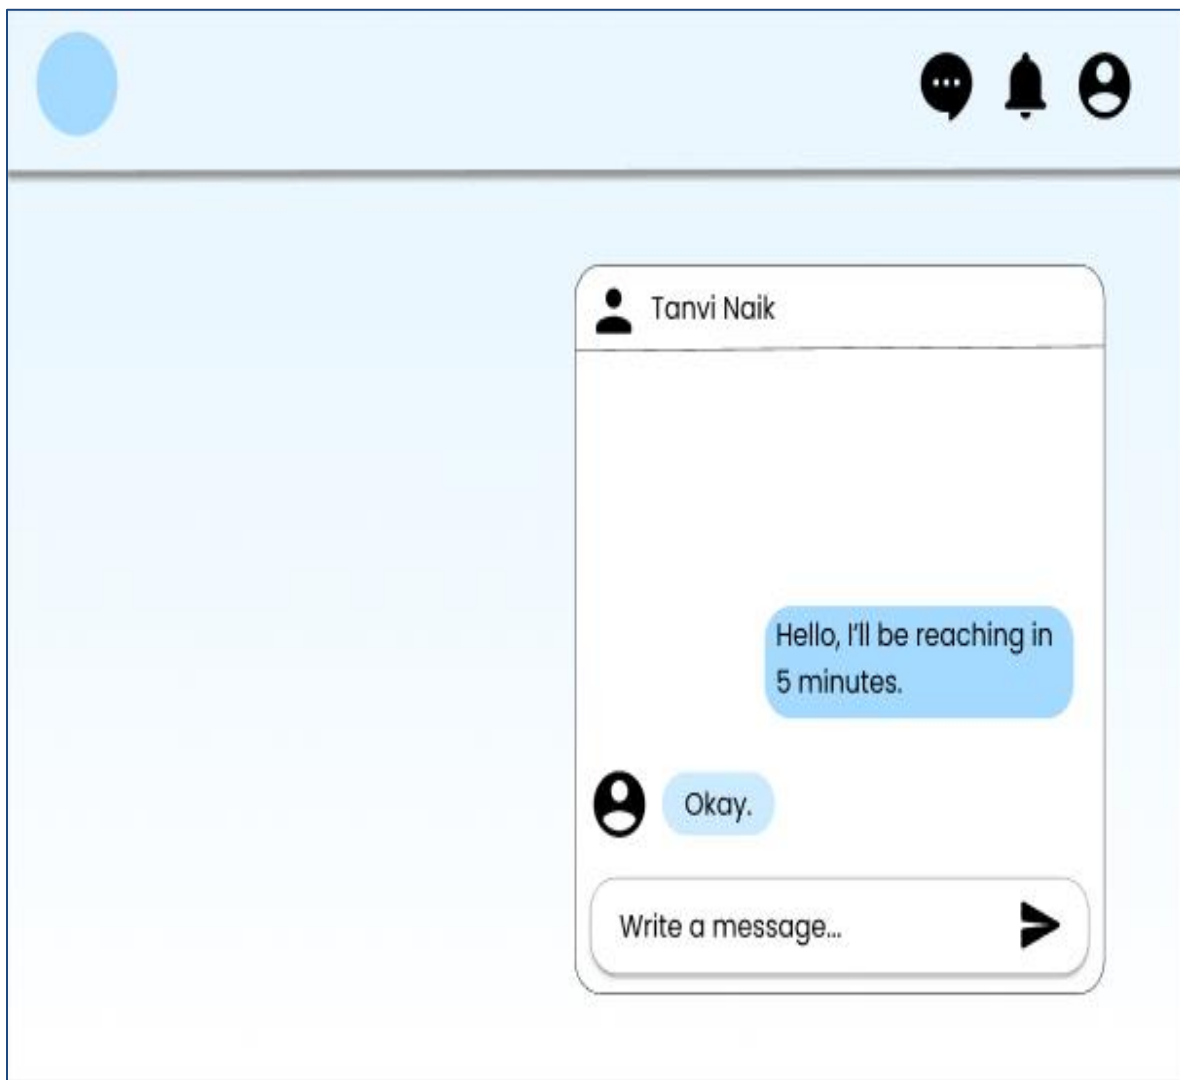 Tanvi Naik
Hello, I'll be reaching in
5 minutes.
Okay.
Write a message...